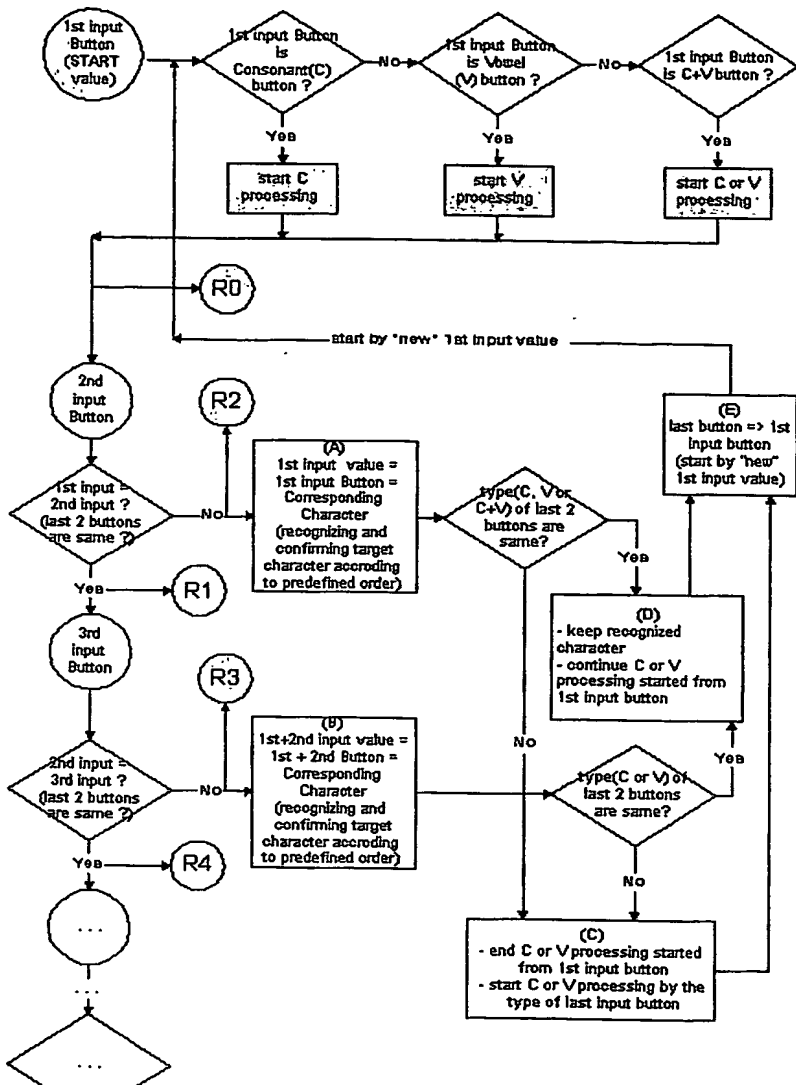 1st input
Button
(START
value)
1st input Button
is
Consonant(C)
button ?
NO
1st input Button
is Vowel
(V) button ?
NO
1st input Button
is C+V button ?
Yes
Yes
Yes
start C
processing
start V
processing
start C or V
processing
R0
start by "new" 1st input value
2nd
input
Button
R2
(E)
last button => 1st
input button
(start by "new"
1st input value)
1st input =
2nd input ?
(last 2 buttons
are same ?)
NO
(A)
1st input value =
1st input Button =
Corresponding
Character
(recognizing and
confirming target
character accroding
to predefined order)
type(C, V or
C+V) of last 2
buttons are
same?
Yes
Yes
R1
3rd
input
Button
R3
(D)
- keep recognized
character
- continue C or V
processing started from
1st input button
NO
Yes
2nd input =
3rd input ?
(last 2 buttons
are same ?)
NO
(B)
1st+2nd input value =
1st + 2nd Button =
Corresponding
Character
(recognizing and
confirming target
character accroding
to predefined order)
type(C or V) of
last 2 buttons
are same?
Yes
R4
NO
...
(C)
- end C or V processing started
from 1st input button
- start C or V processing by the
type of last input button
...
...